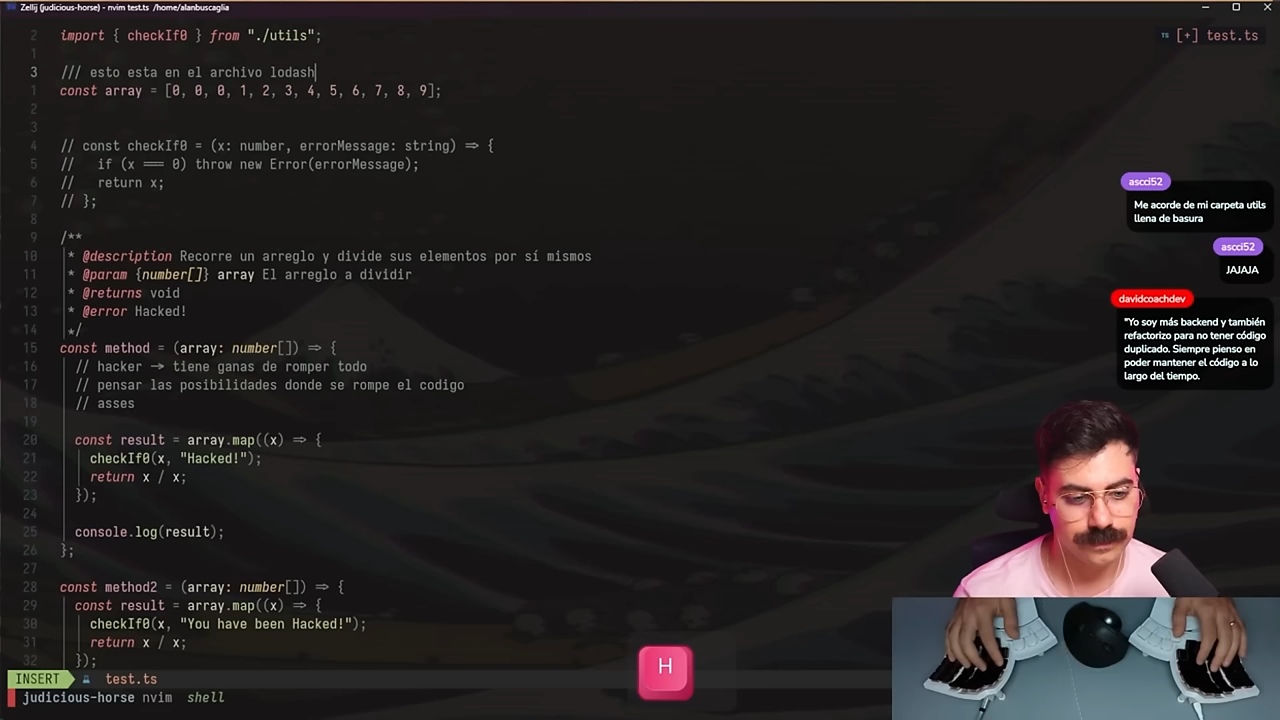 Zellij (judicious-horse) - nvim test.ts /home/alanbuscaglia
2 import { checkIf0 } from "./utils";
TS [+] test.ts
1
3 /// esto esta en el archivo lodash
1 const array = [0, 0, 0, 1, 2, 3, 4, 5, 6, 7, 8, 9];
2
3
4 // const checkIf0 = (x: number, errorMessage: string) => {
5 //   if (x === 0) throw new Error(errorMessage);
6 //   return x;
7 // };
8
9 /**
10 * @description Recorre un arreglo y divide sus elementos por sí mismos
11 * @param {number[]} array El arreglo a dividir
12 * @returns void
13 * @error Hacked!
14 */
15 const method = (array: number[]) => {
16 // hacker -> tiene ganas de romper todo
17 // pensar las posibilidades donde se rompe el codigo
18 // asses
19
20 const result = array.map((x) => {
21 checkIf0(x, "Hacked!");
22 return x / x;
23 });
24
25 console.log(result);
26 };
27
28 const method2 = (array: number[]) => {
29 const result = array.map((x) => {
30 checkIf0(x, "You have been Hacked!");
31 return x / x;
32 });
INSERT test.ts
judicious-horse nvim shell
ascci52
Me acorde de mi carpeta utils
llena de basura
ascci52
JAJAJA
davidcoachdev
"Yo soy más backend y también
refactorizo para no tener código
duplicado. Siempre pienso en
poder mantener el código a lo
largo del tiempo.
H